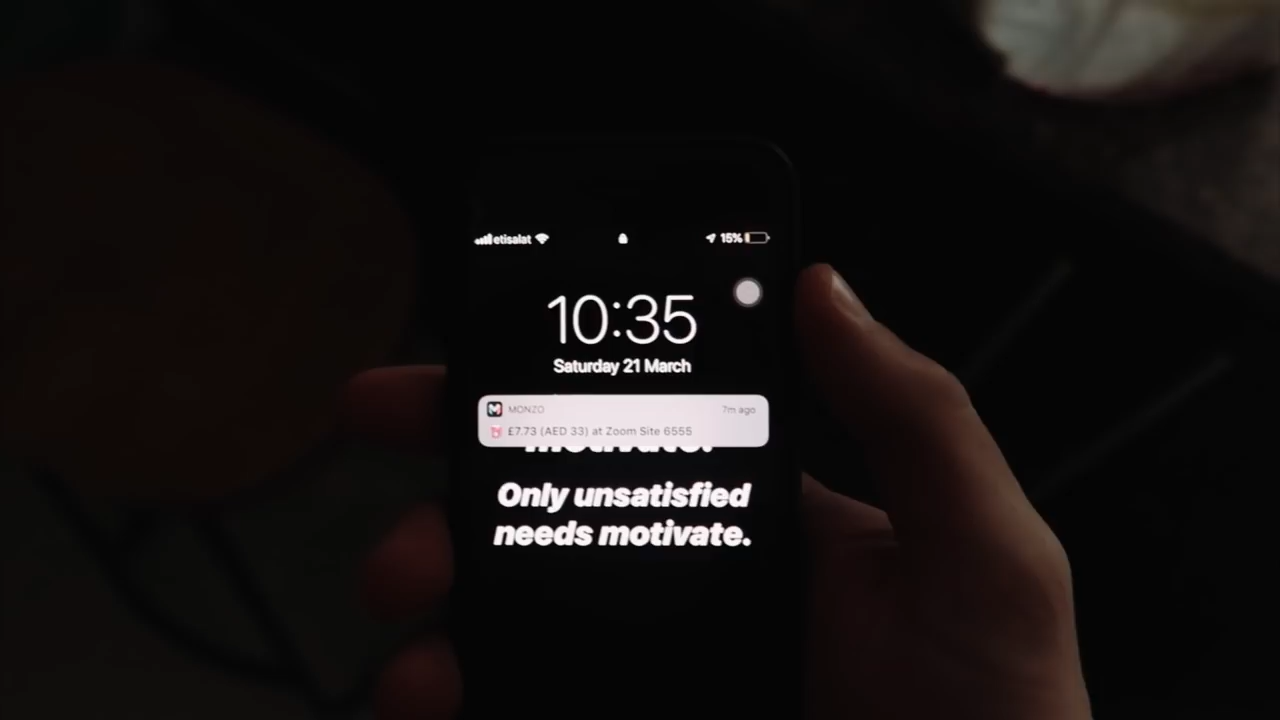 etisalat 15%
10:35
Saturday 21 March
MONZO 7m ago
£7.73 (AED 33) at Zoom Site 6555
motivate.
Only unsatisfied
needs motivate.